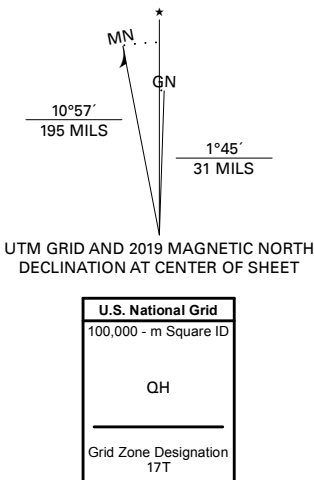 ★
MN
GN
10°57´
195 MILS
1°45´
31 MILS
UTM GRID AND 2019 MAGNETIC NORTH
DECLINATION AT CENTER OF SHEET
U.S. National Grid
100,000 - m Square ID
QH
Grid Zone Designation
17T